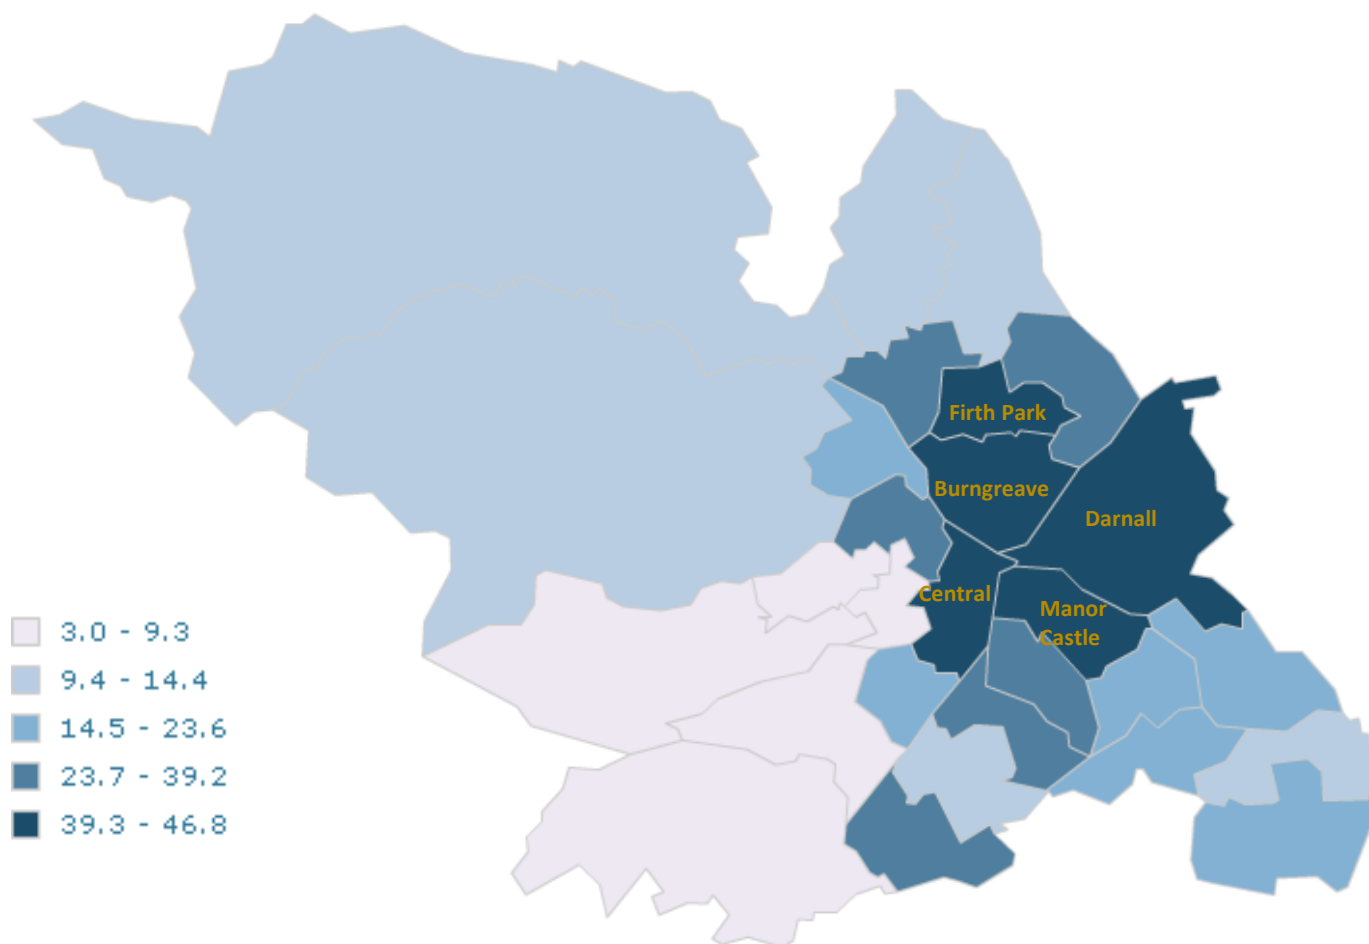 Firth Park
Burngreave
Darnall
Central
Manor
Castle
3.0 - 9.3
9.4 - 14.4
14.5 - 23.6
23.7 - 39.2
39.3 - 46.8